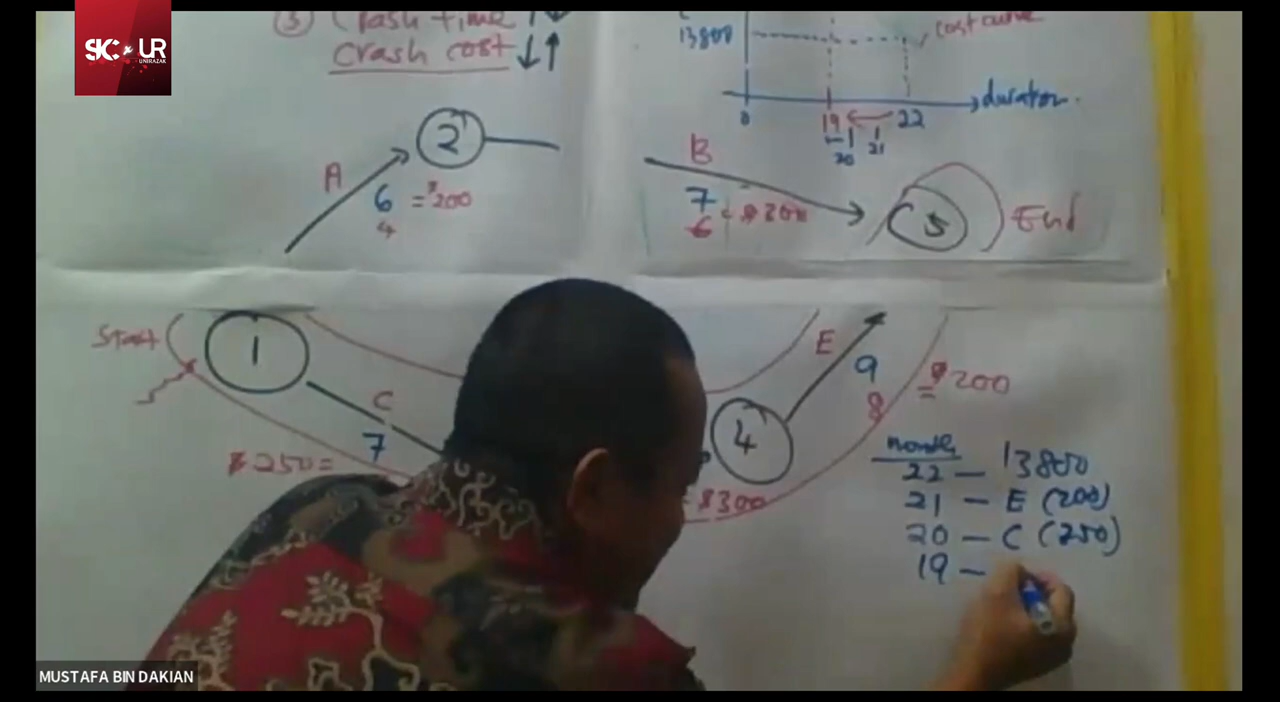 SKOUR
UNIRAZAK
③ Crash time ↑↓
Crash cost ↓↑
13800
cost curve
duration
0
19
22
20
21
A
2
6 = $200
4
B
7
6 = $300
5
End
Start
1
C
7
$250 =
E
9
8 = $200
4
= $300
month
22 – 13800
21 – E (200)
20 – C (250)
19 –
MUSTAFA BIN DAKIAN